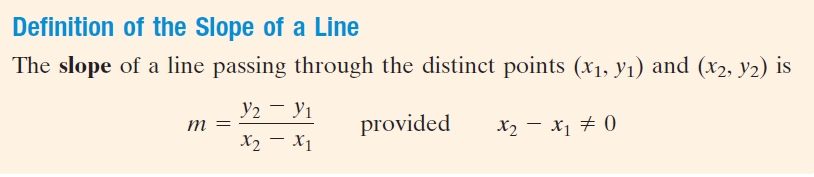 Definition of the Slope of a Line
The slope of a line passing through the distinct points (x₁, y₁) and (x₂, y₂) is
m = (y₂ − y₁) / (x₂ − x₁) provided x₂ − x₁ ≠ 0